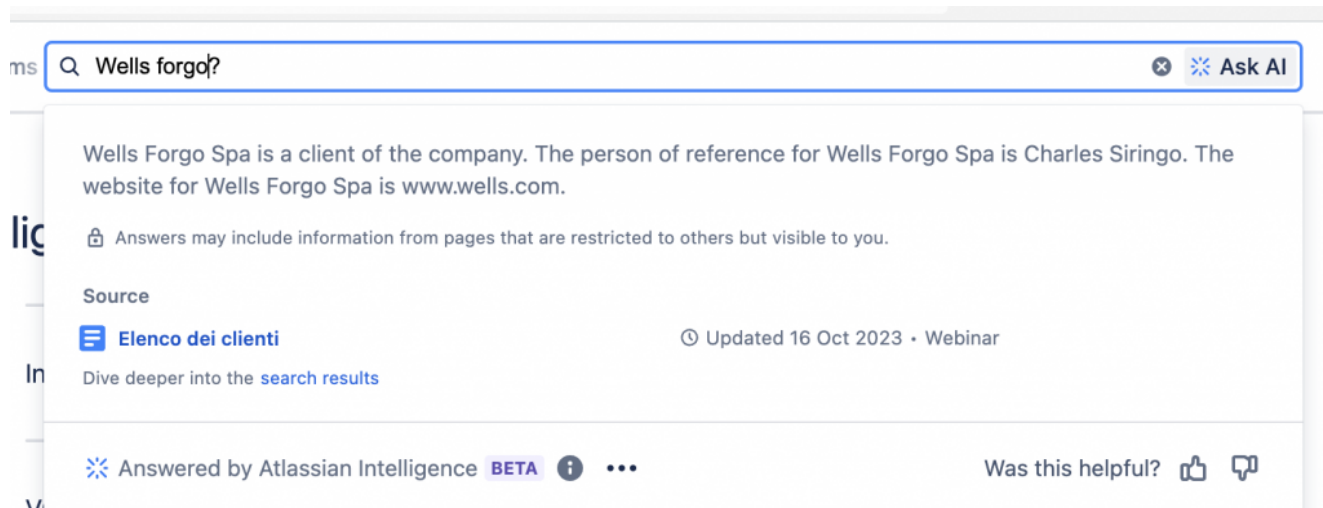 ms
Wells forgo?
Ask AI
Wells Forgo Spa is a client of the company. The person of reference for Wells Forgo Spa is Charles Siringo. The
website for Wells Forgo Spa is www.wells.com.
lig
Answers may include information from pages that are restricted to others but visible to you.
Source
Elenco dei clienti
Updated 16 Oct 2023 • Webinar
In
Dive deeper into the search results
Answered by Atlassian Intelligence BETA
Was this helpful?